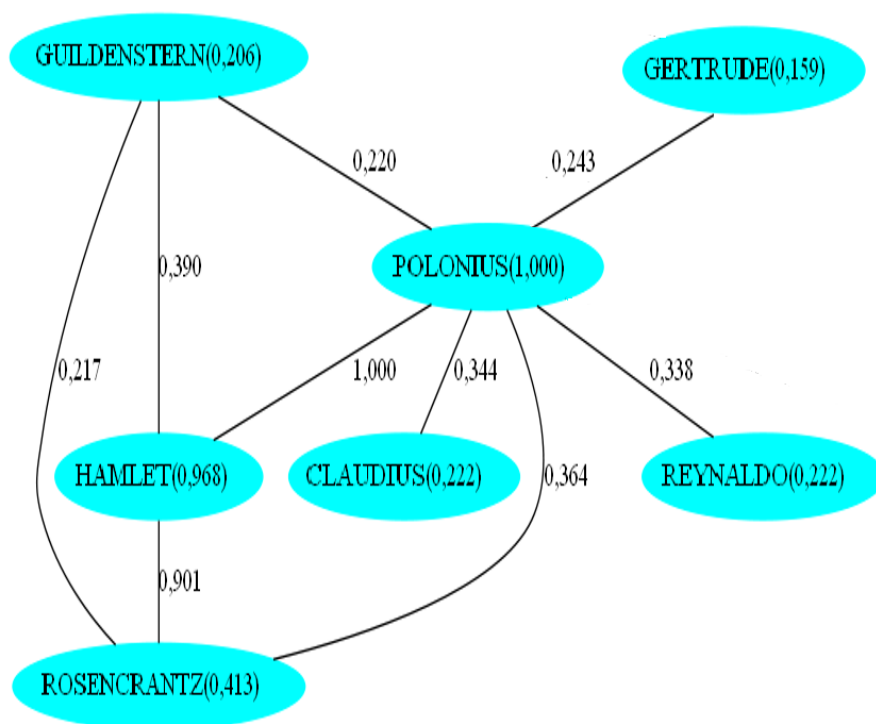 GUILDENSTERN(0,206)
GERTRUDE(0,159)
0,220
0,243
POLONIUS(1,000)
0,390
0,217
1,000
0,344
0,338
HAMLET(0,968)
CLAUDIUS(0,222)
0,364
REYNALDO(0,222)
0,901
ROSENCRANTZ(0,413)